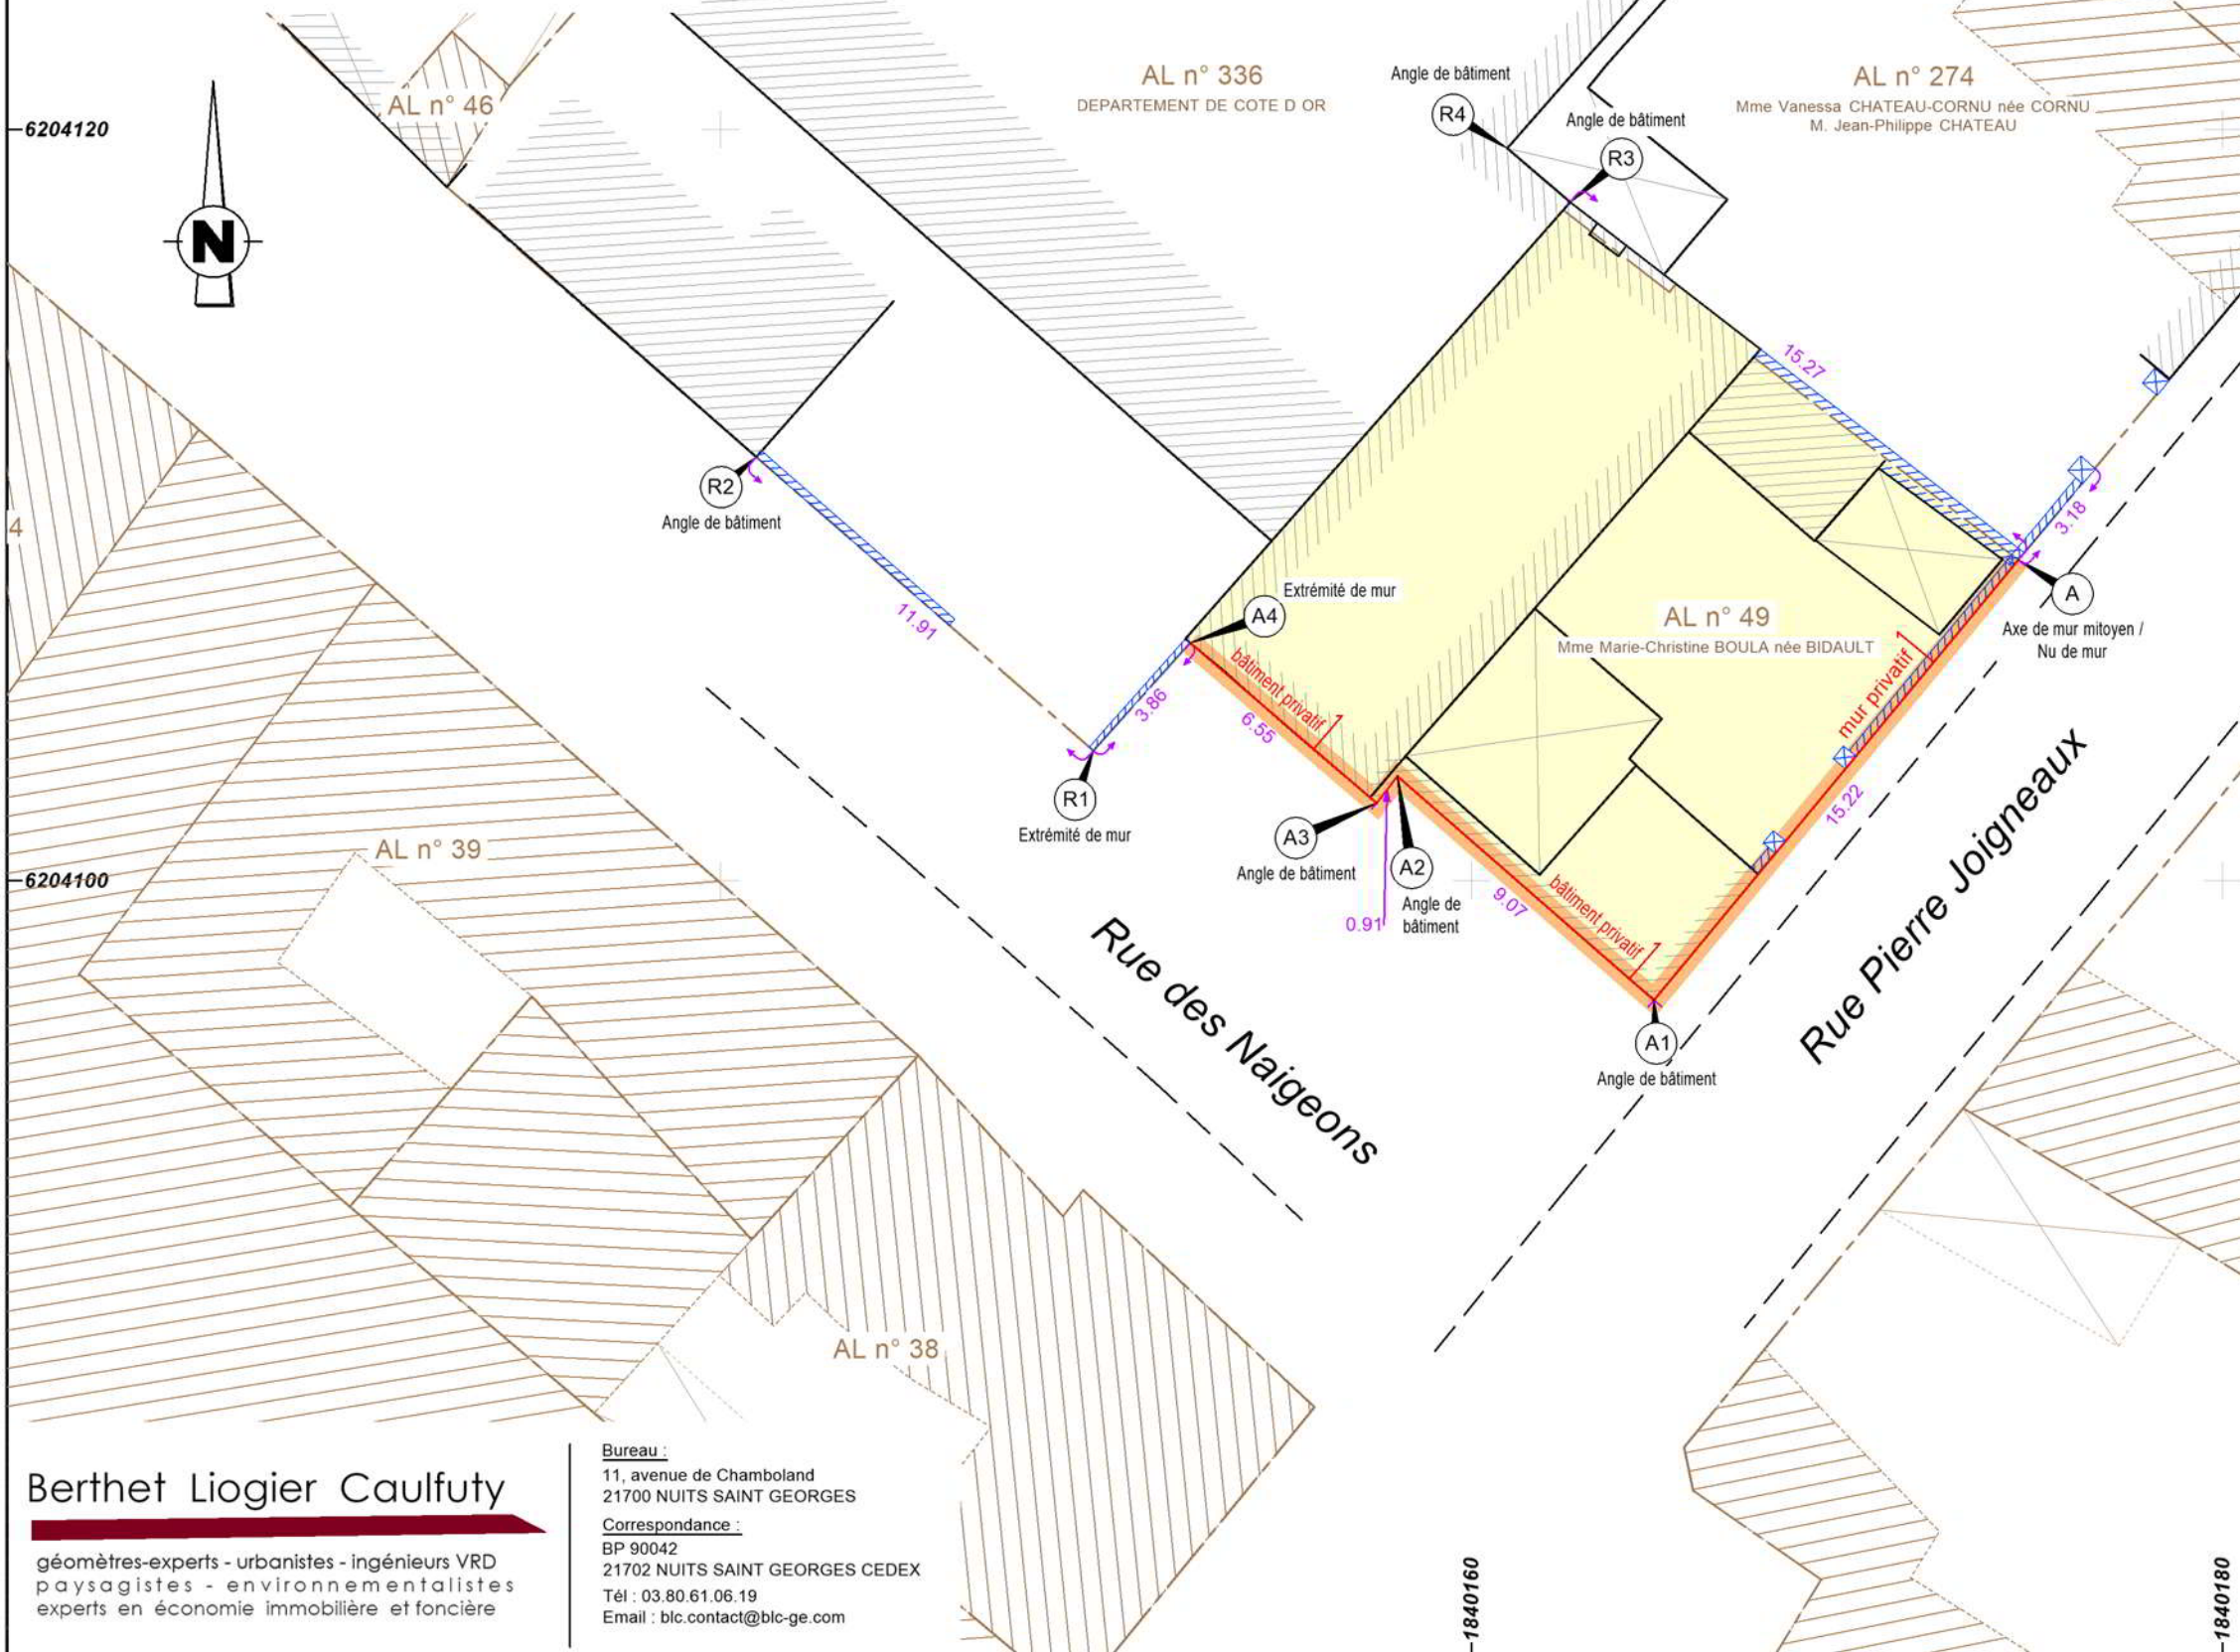 AL n° 46
AL n° 336
DEPARTEMENT DE COTE D OR
Angle de bâtiment
R4
Angle de bâtiment
R3
AL n° 274
Mme Vanessa CHATEAU-CORNU née CORNU
M. Jean-Philippe CHATEAU
6204120
N
15.27
R2
Angle de bâtiment
3.18
4
11.91
Extrémité de mur
A4
AL n° 49
Mme Marie-Christine BOULA née BIDAULT
A
Axe de mur mitoyen /
Nu de mur
bâtiment privatif
mur privatif
3.86
6.55
R1
Extrémité de mur
15.22
A3
Angle de bâtiment
A2
Angle de
bâtiment
0.91
9.07
bâtiment privatif
AL n° 39
6204100
Rue des Naigeons
Rue Pierre Joigneaux
A1
Angle de bâtiment
AL n° 38
Berthet Liogier Caulfuty
géomètres-experts - urbanistes - ingénieurs VRD
paysagistes - environnementalistes
experts en économie immobilière et foncière
Bureau :
11, avenue de Chamboland
21700 NUITS SAINT GEORGES
Correspondance :
BP 90042
21702 NUITS SAINT GEORGES CEDEX
Tél : 03.80.61.06.19
Email : blc.contact@blc-ge.com
1840160
1840180